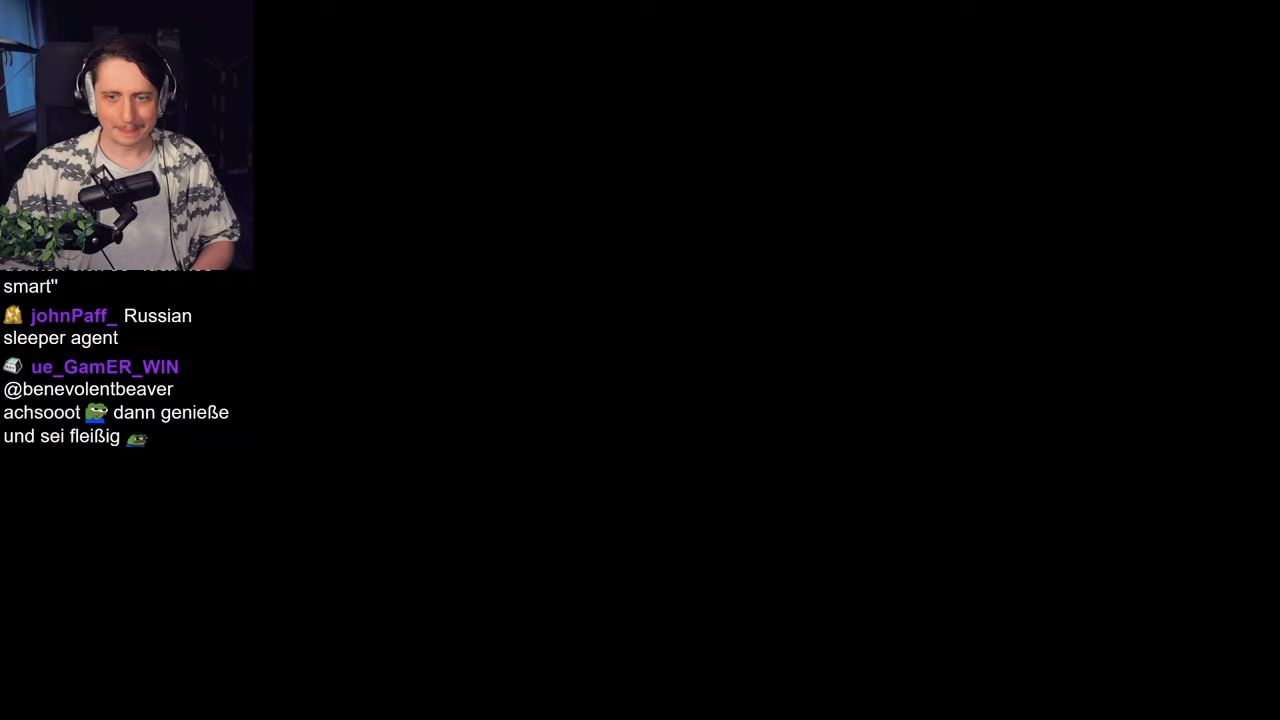 smart"
johnPaff_ Russian
sleeper agent
ue_GamER_WIN
@benevolentbeaver
achsooot dann genieße
und sei fleißig